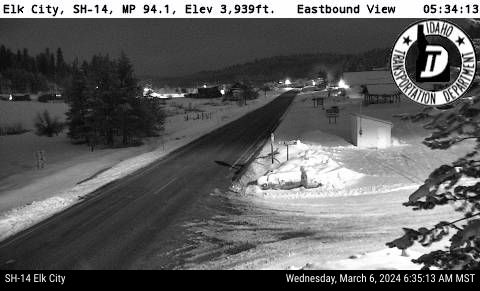 Elk City, SH-14, MP 94.1, Elev 3,939ft. Eastbound View 05:34:13
IDAHO
TRANSPORTATION DEPARTMENT
SH-14 Elk City Wednesday, March 6, 2024 6:35:13 AM MST